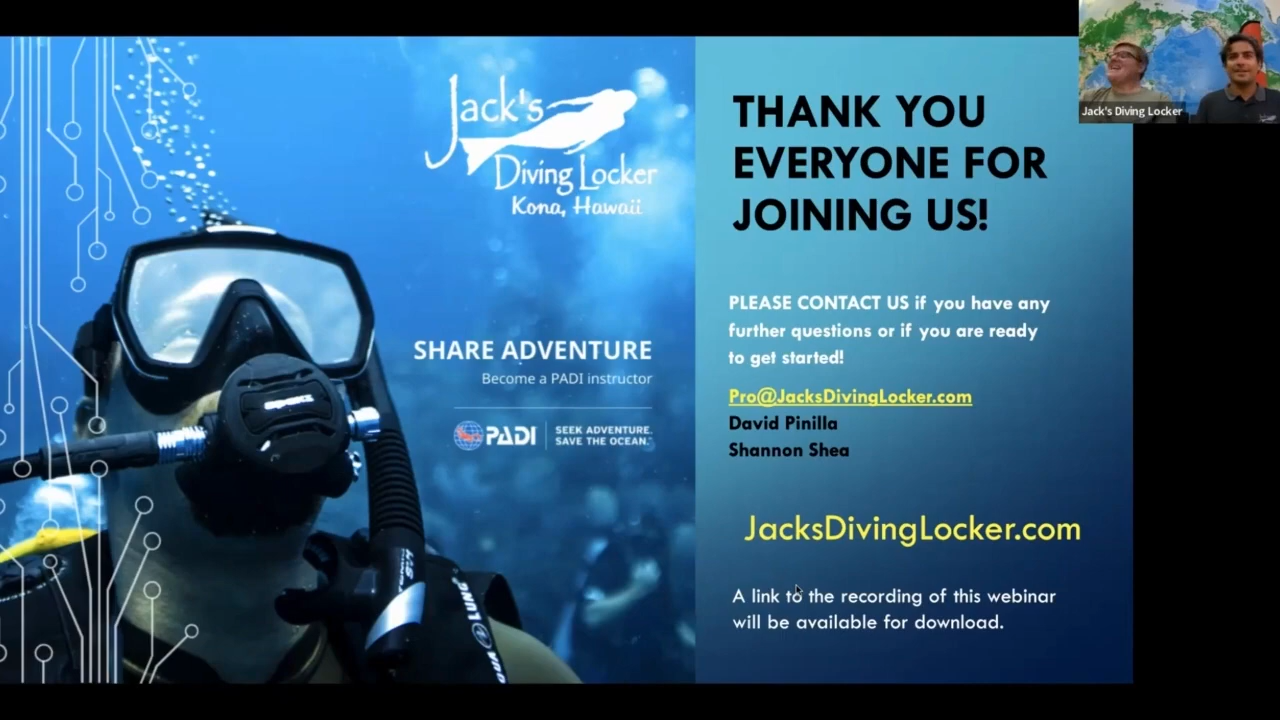 Jack's
Diving Locker
Kona, Hawaii
SHARE ADVENTURE
Become a PADI instructor
PADI
SEEK ADVENTURE.
SAVE THE OCEAN.
AQUA LUNG
THANK YOU
EVERYONE FOR
JOINING US!
PLEASE CONTACT US if you have any
further questions or if you are ready
to get started!
Pro@JacksDivingLocker.com
David Pinilla
Shannon Shea
JacksDivingLocker.com
A link to the recording of this webinar
will be available for download.
Jack's Diving Locker